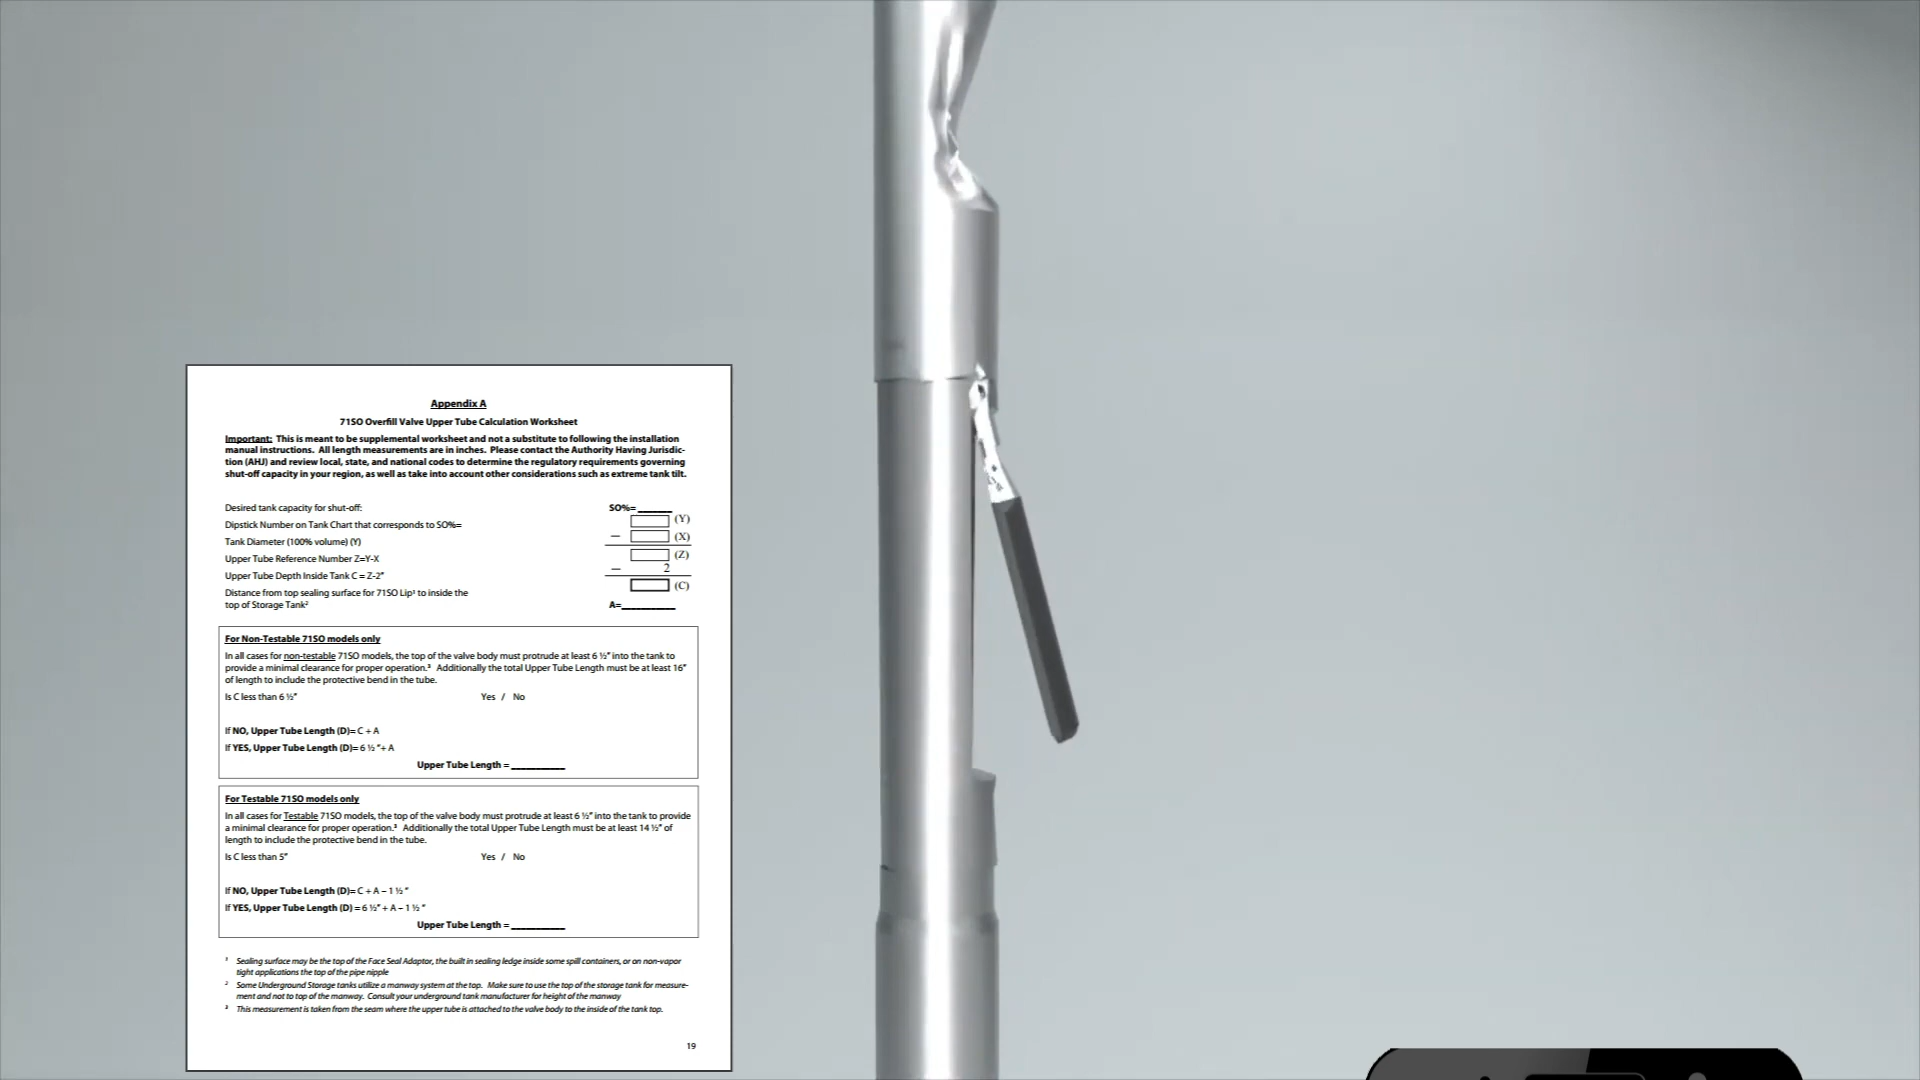 Appendix A
71SO Overfill Valve Upper Tube Calculation Worksheet
Important: This is meant to be supplemental worksheet and not a substitute to following the installation
manual instructions. All length measurements are in inches. Please contact the Authority Having Jurisdic-
tion (AHJ) and review local, state, and national codes to determine the regulatory requirements governing
shut-off capacity in your region, as well as take into account other considerations such as extreme tank tilt.
Desired tank capacity for shut-off: SO%= ______
Dipstick Number on Tank Chart that corresponds to SO%= (Y)
Tank Diameter (100% volume) (Y) — (X)
Upper Tube Reference Number Z=Y-X (Z)
Upper Tube Depth Inside Tank C = Z-2" — 2
(C)
Distance from top sealing surface for 71SO Lip¹ to inside the
top of Storage Tank² A=__________
For Non-Testable 71SO models only
In all cases for non-testable 71SO models, the top of the valve body must protrude at least 6 ½" into the tank to
provide a minimal clearance for proper operation.³ Additionally the total Upper Tube Length must be at least 16"
of length to include the protective bend in the tube.
Is C less than 6 ½" Yes / No
If NO, Upper Tube Length (D)= C + A
If YES, Upper Tube Length (D)= 6 ½ "+ A
Upper Tube Length = __________
For Testable 71SO models only
In all cases for Testable 71SO models, the top of the valve body must protrude at least 6 ½" into the tank to provide
a minimal clearance for proper operation.³ Additionally the total Upper Tube Length must be at least 14 ½" of
length to include the protective bend in the tube.
Is C less than 5" Yes / No
If NO, Upper Tube Length (D)= C + A – 1 ½ "
If YES, Upper Tube Length (D) = 6 ½" + A – 1 ½ "
Upper Tube Length = __________
¹ Sealing surface may be the top of the Face Seal Adaptor, the built in sealing ledge inside some spill containers, or on non-vapor
tight applications the top of the pipe nipple
² Some Underground Storage tanks utilize a manway system at the top. Make sure to use the top of the storage tank for measure-
ment and not to top of the manway. Consult your underground tank manufacturer for height of the manway
³ This measurement is taken from the seam where the upper tube is attached to the valve body to the inside of the tank top.
19